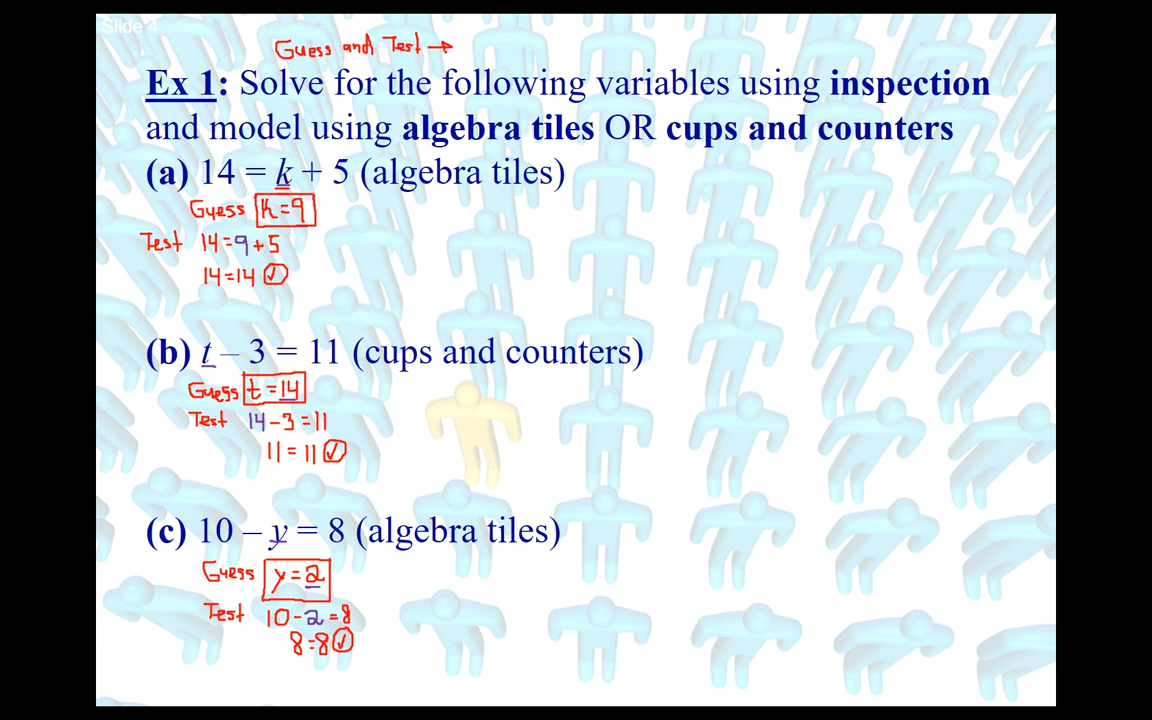 Slide 4
Guess and Test →
Ex 1: Solve for the following variables using inspection
and model using algebra tiles OR cups and counters
(a) 14 = k + 5 (algebra tiles)
Guess k=9
Test 14=9+5
14=14 ✓
(b) t – 3 = 11 (cups and counters)
Guess t=14
Test 14-3=11
11=11 ✓
(c) 10 – y = 8 (algebra tiles)
Guess y=2
Test 10-2=8
8=8 ✓